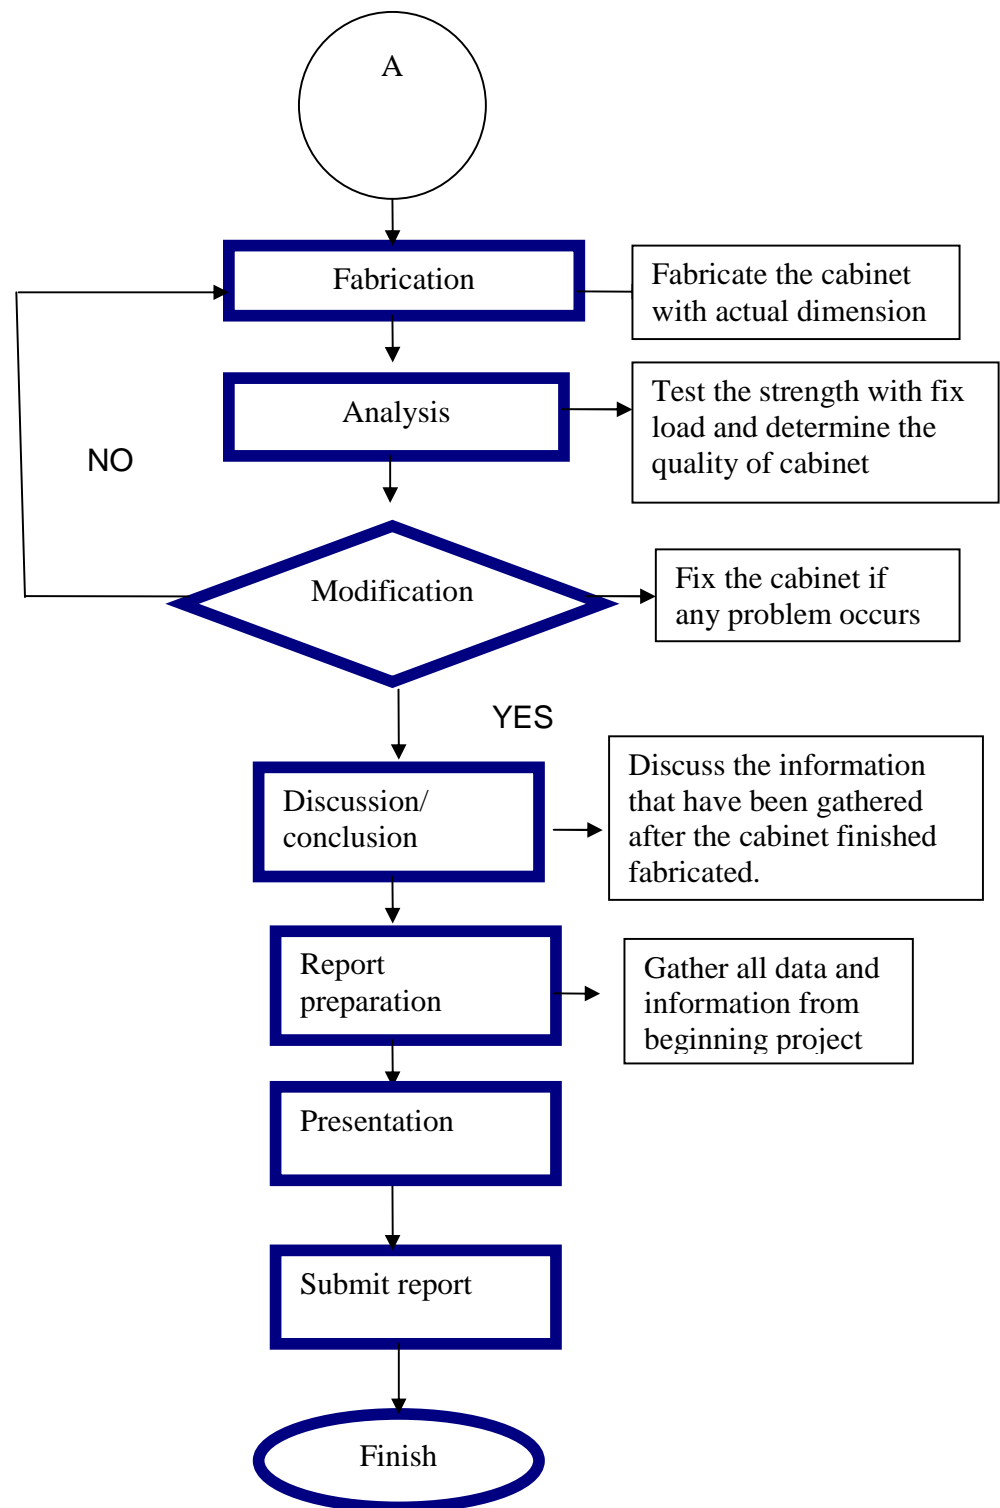 A
Fabrication
Fabricate the cabinet
with actual dimension
Analysis
Test the strength with fix
load and determine the
quality of cabinet
NO
Modification
Fix the cabinet if
any problem occurs
YES
Discussion/
conclusion
Discuss the information
that have been gathered
after the cabinet finished
fabricated.
Report
preparation
Gather all data and
information from
beginning project
Presentation
Submit report
Finish